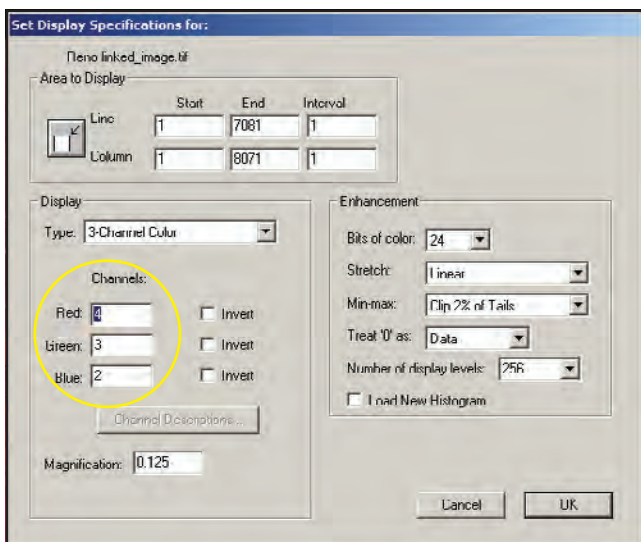 Set Display Specifications for:
Reno linked_image.tif
Area to Display
Start End Interval
Line 1 7081 1
Column 1 8071 1
Display
Type: 3-Channel Color
Channels:
Red: 4 Invert
Green: 3 Invert
Blue: 2 Invert
Channel Descriptions...
Magnification: 0.125
Enhancement
Bits of color: 24
Stretch: Linear
Min-max: Clip 2% of Tails
Treat '0' as: Data
Number of display levels: 256
Load New Histogram
Cancel OK